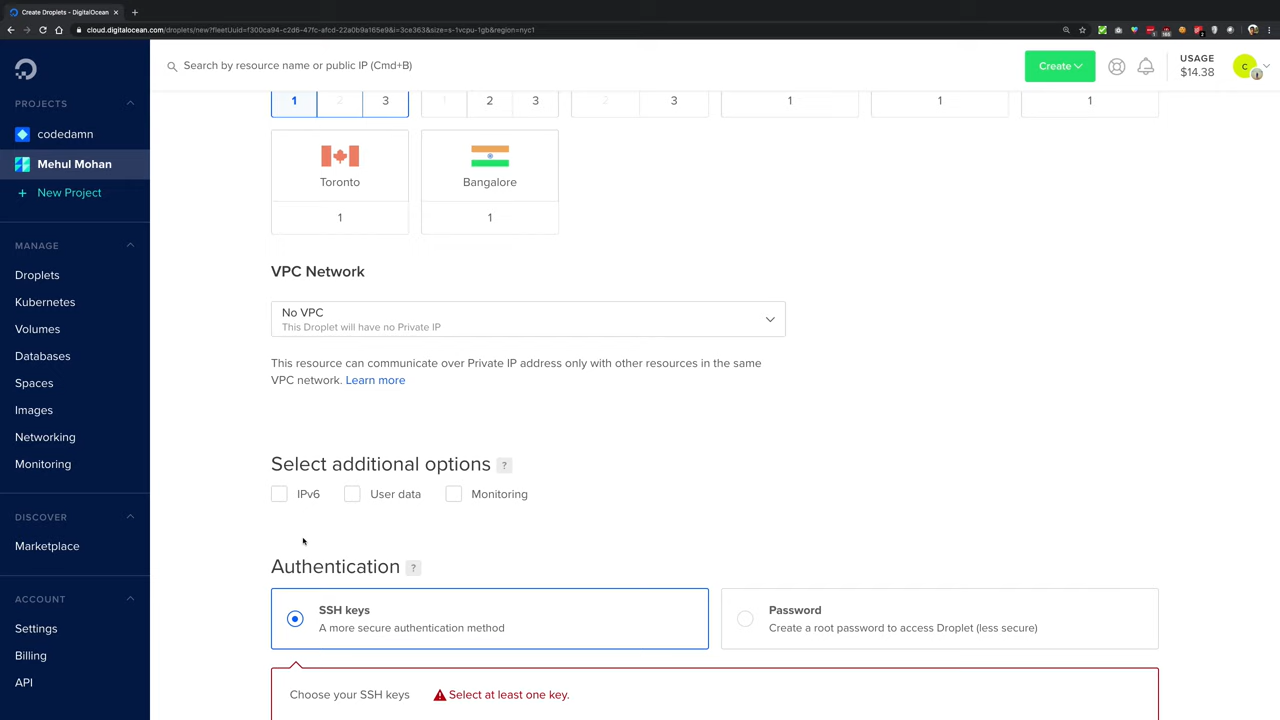 Create Droplets - DigitalOcean
cloud.digitalocean.com/droplets/new?fleetUuid=f300ca94-c2d6-47fc-afcd-22a0b9a165e9&i=3ce363&size=s-1vcpu-1gb&region=nyc1
Search by resource name or public IP (Cmd+B)
Create
USAGE
$14.38
C
PROJECTS
codedamn
Mehul Mohan
+ New Project
MANAGE
Droplets
Kubernetes
Volumes
Databases
Spaces
Images
Networking
Monitoring
DISCOVER
Marketplace
ACCOUNT
Settings
Billing
API
1 2 3 1 2 3 2 3 1 1 1
Toronto Bangalore
1 1
VPC Network
No VPC
This Droplet will have no Private IP
This resource can communicate over Private IP address only with other resources in the same
VPC network. Learn more
Select additional options ?
IPv6 User data Monitoring
Authentication ?
SSH keys
A more secure authentication method
Password
Create a root password to access Droplet (less secure)
Choose your SSH keys Select at least one key.